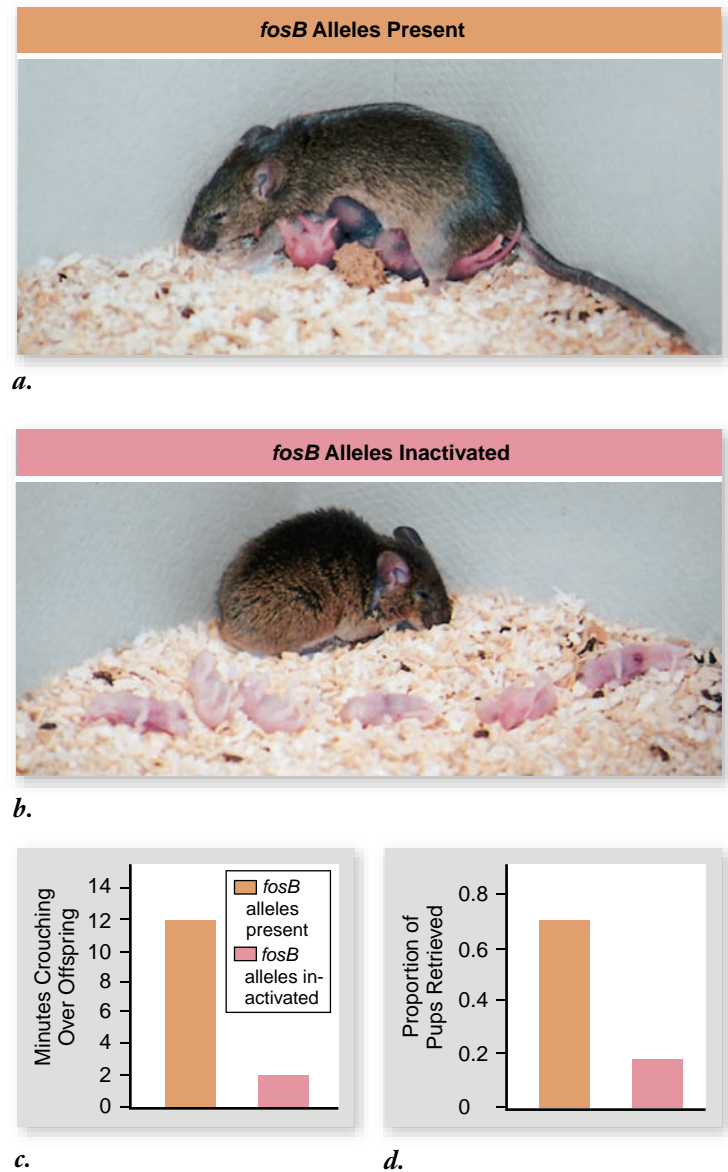 fosB Alleles Present
a.
fosB Alleles Inactivated
b.
Minutes Crouching
Over Offspring
14
12
10
8
6
4
2
0
fosB
alleles
present
fosB
alleles in-
activated
c.
Proportion of
Pups Retrieved
0.8
0.6
0.4
0.2
0
d.